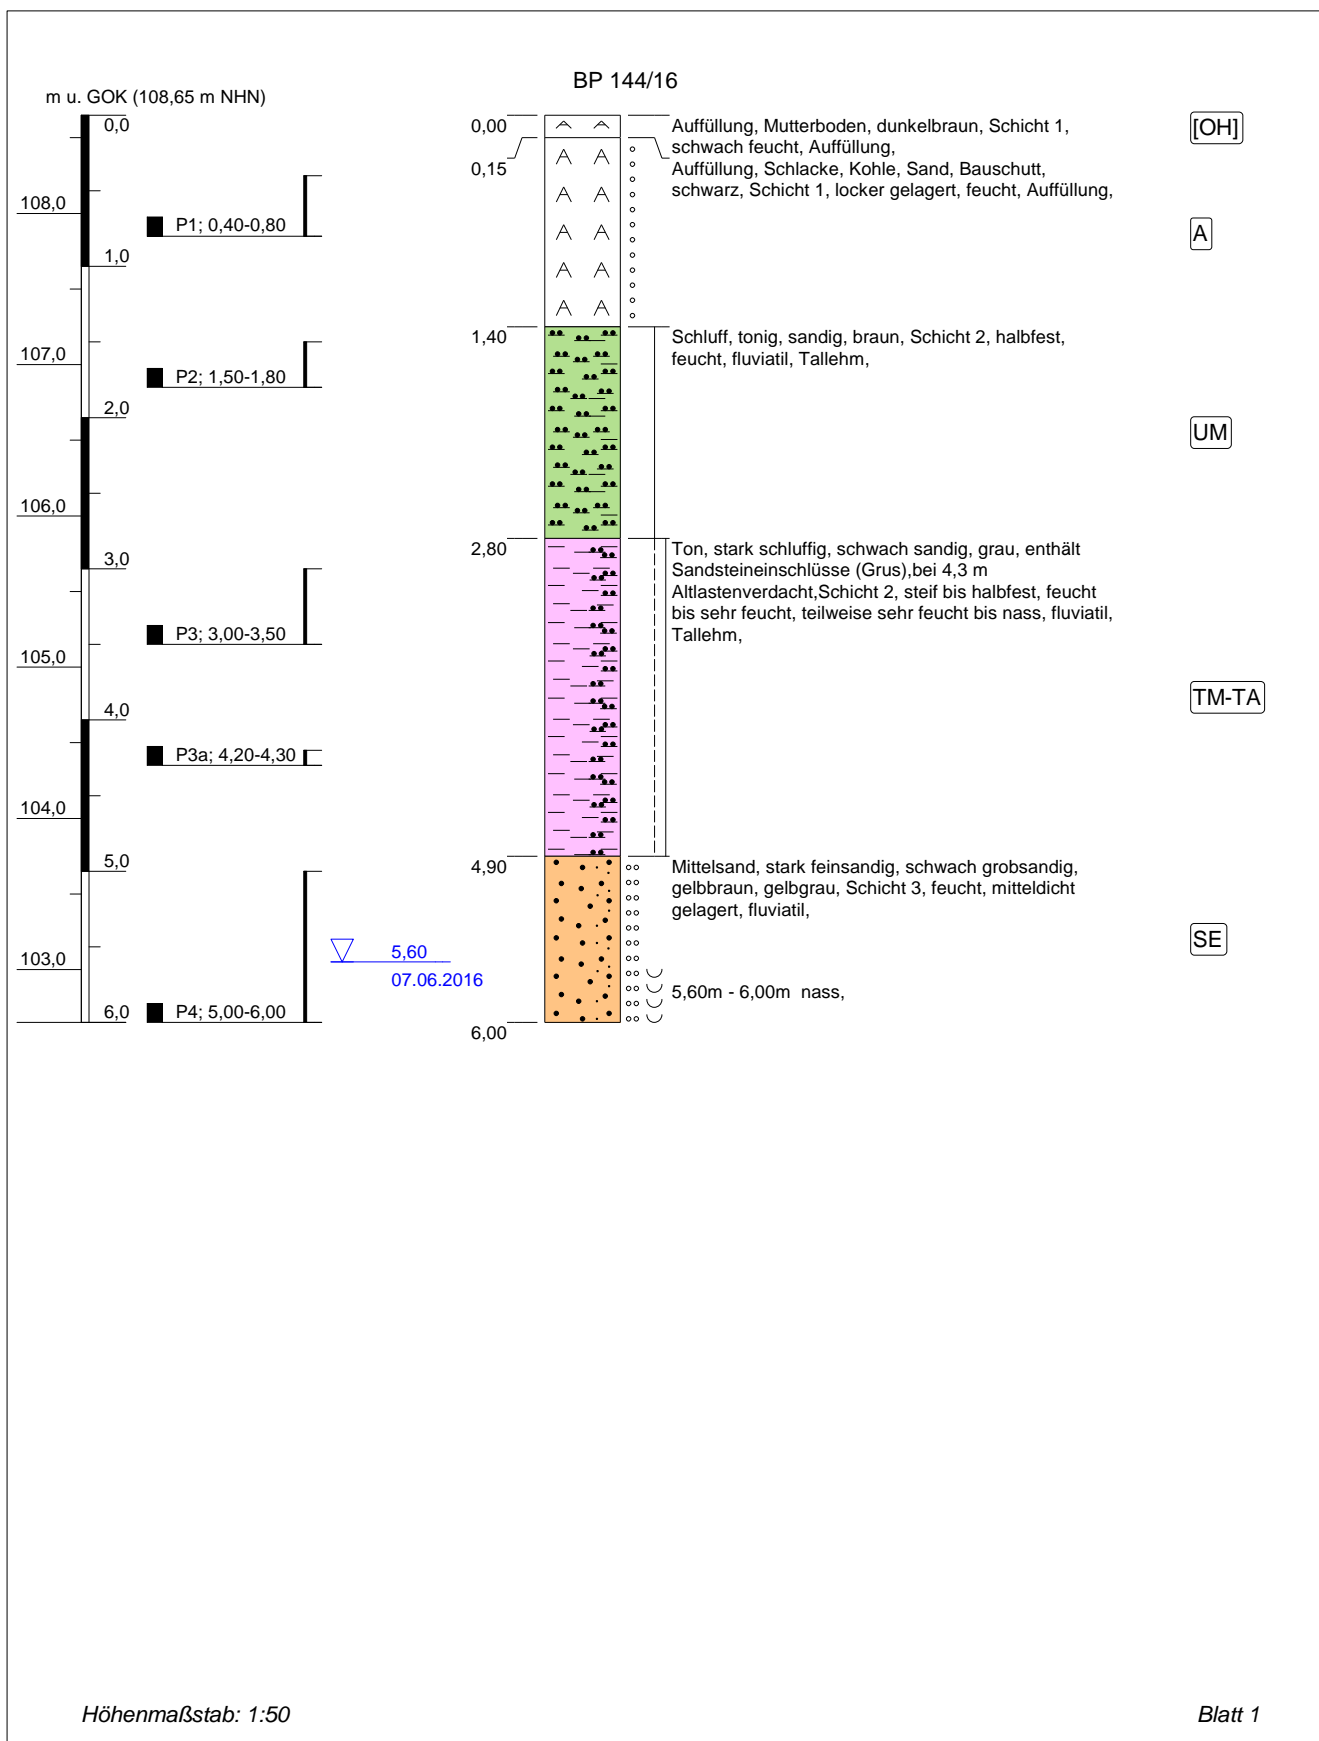 BP 144/16
m u. GOK (108,65 m NHN)
0,0
108,0
1,0
107,0
2,0
106,0
3,0
105,0
4,0
104,0
5,0
103,0
6,0
P1; 0,40-0,80
P2; 1,50-1,80
P3; 3,00-3,50
P3a; 4,20-4,30
P4; 5,00-6,00
5,60
07.06.2016
0,00
Auffüllung, Mutterboden, dunkelbraun, Schicht 1,
schwach feucht, Auffüllung,
[OH]
0,15
Auffüllung, Schlacke, Kohle, Sand, Bauschutt,
schwarz, Schicht 1, locker gelagert, feucht, Auffüllung,
A
1,40
Schluff, tonig, sandig, braun, Schicht 2, halbfest,
feucht, fluviatil, Tallehm,
UM
2,80
Ton, stark schluffig, schwach sandig, grau, enthält
Sandsteineinschlüsse (Grus),bei 4,3 m
Altlastenverdacht,Schicht 2, steif bis halbfest, feucht
bis sehr feucht, teilweise sehr feucht bis nass, fluviatil,
Tallehm,
TM-TA
4,90
Mittelsand, stark feinsandig, schwach grobsandig,
gelbbraun, gelbgrau, Schicht 3, feucht, mitteldicht
gelagert, fluviatil,
SE
5,60m - 6,00m  nass,
6,00
Höhenmaßstab: 1:50
Blatt 1